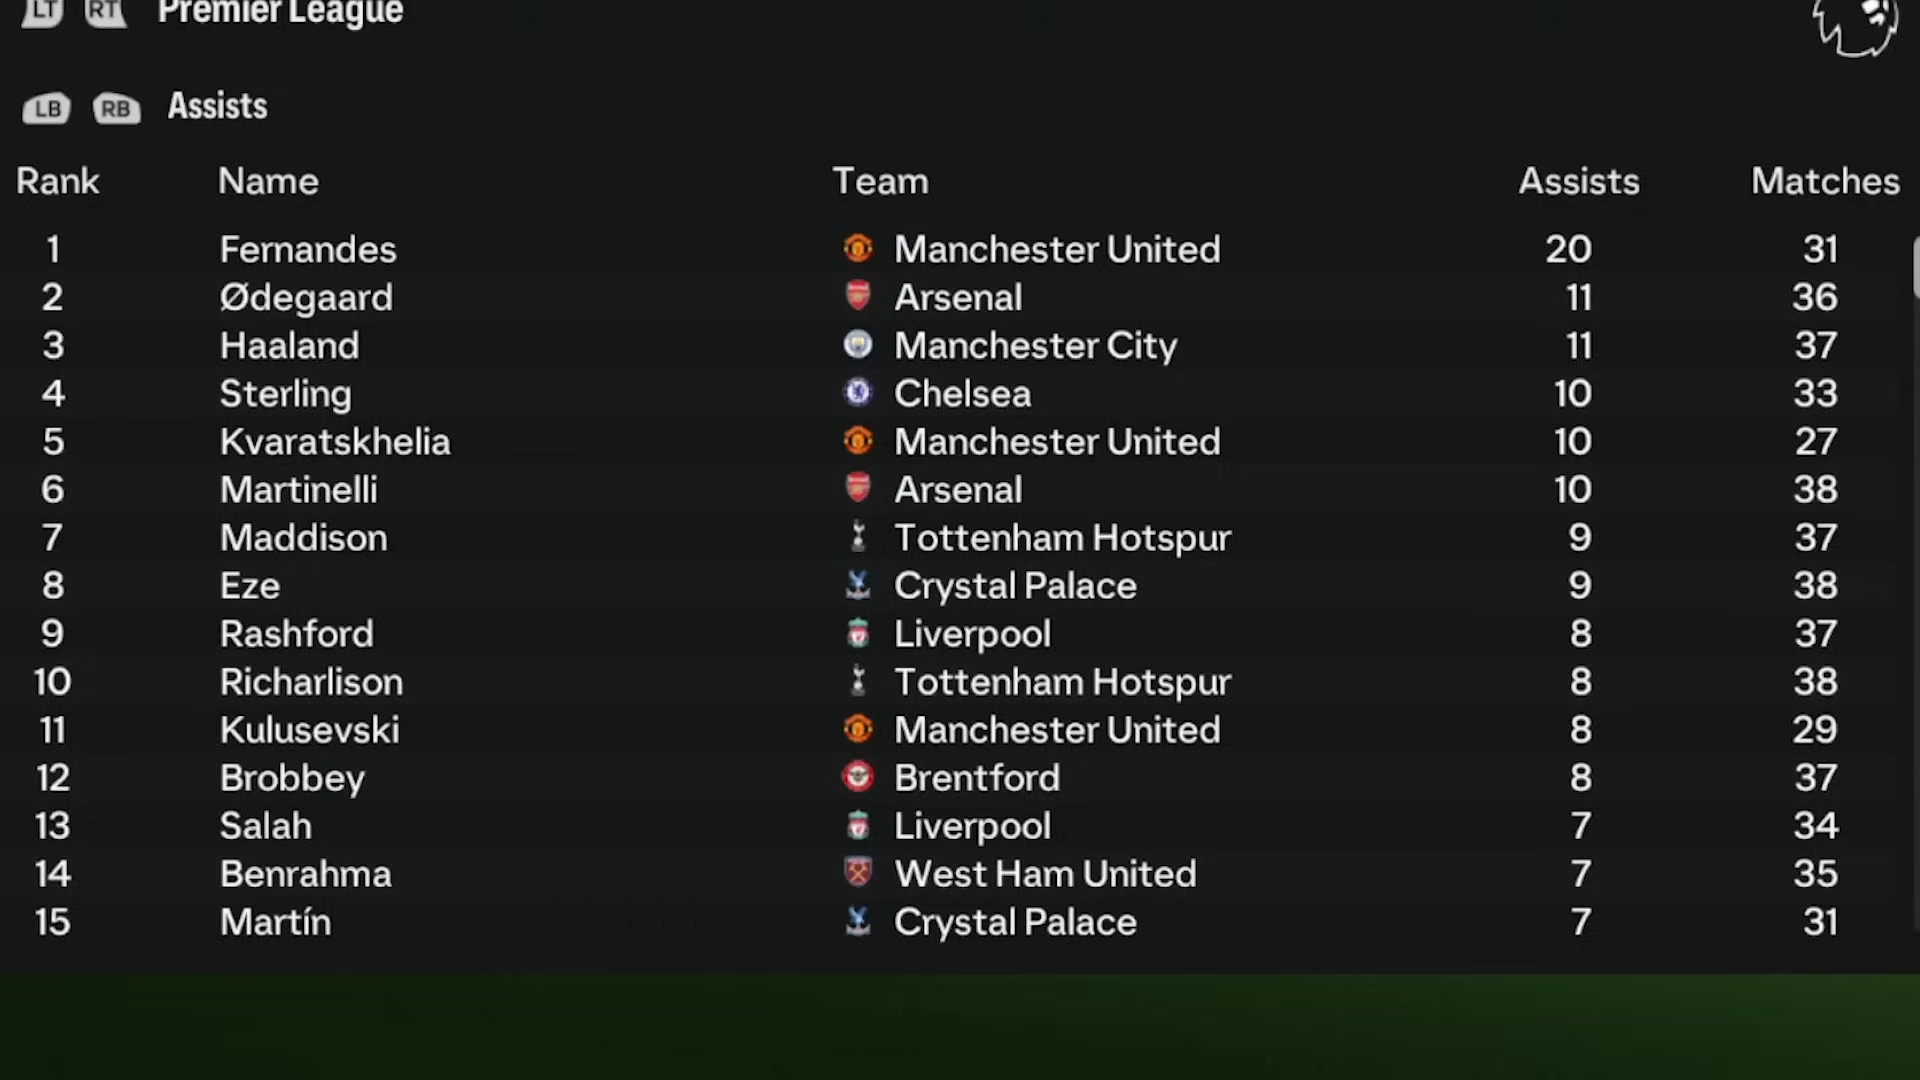 LT RT Premier League
LB RB Assists
Rank Name Team Assists Matches
1 Fernandes Manchester United 20 31
2 Ødegaard Arsenal 11 36
3 Haaland Manchester City 11 37
4 Sterling Chelsea 10 33
5 Kvaratskhelia Manchester United 10 27
6 Martinelli Arsenal 10 38
7 Maddison Tottenham Hotspur 9 37
8 Eze Crystal Palace 9 38
9 Rashford Liverpool 8 37
10 Richarlison Tottenham Hotspur 8 38
11 Kulusevski Manchester United 8 29
12 Brobbey Brentford 8 37
13 Salah Liverpool 7 34
14 Benrahma West Ham United 7 35
15 Martín Crystal Palace 7 31